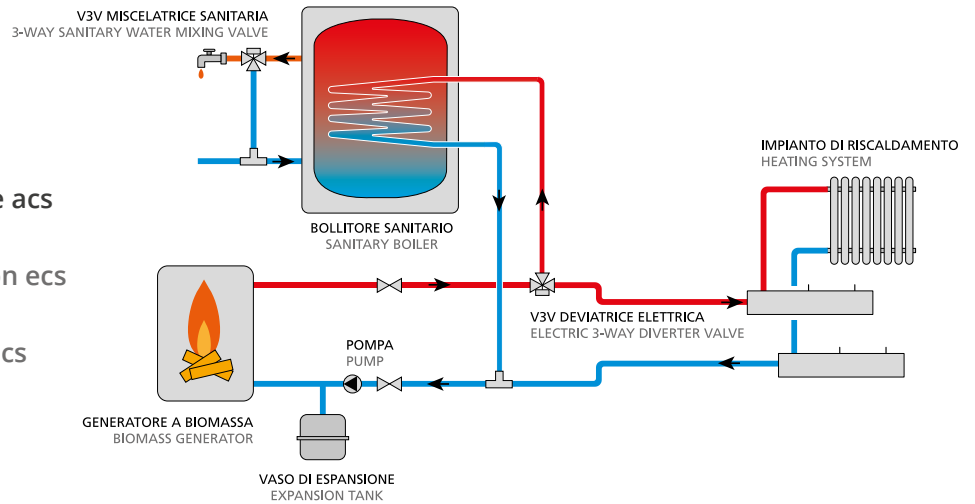 V3V MISCELATRICE SANITARIA
3-WAY SANITARY WATER MIXING VALVE
IMPIANTO DI RISCALDAMENTO
HEATING SYSTEM
e acs
BOLLITORE SANITARIO
SANITARY BOILER
n ecs
V3V DEVIATRICE ELETTRICA
ELECTRIC 3-WAY DIVERTER VALVE
cs
POMPA
PUMP
GENERATORE A BIOMASSA
BIOMASS GENERATOR
VASO DI ESPANSIONE
EXPANSION TANK